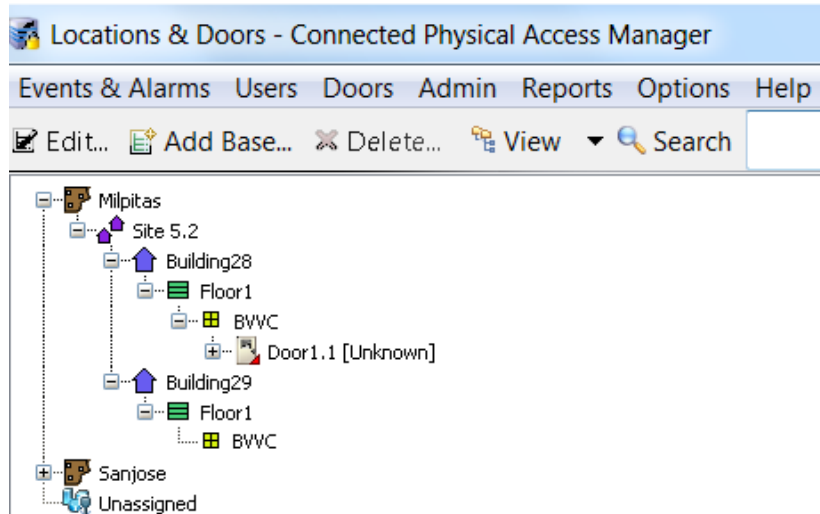 Locations & Doors - Connected Physical Access Manager
Events & Alarms Users Doors Admin Reports Options Help
Edit... Add Base... Delete... View Search
Milpitas
Site 5.2
Building28
Floor1
BVVC
Door1.1 [Unknown]
Building29
Floor1
BVVC
Sanjose
Unassigned